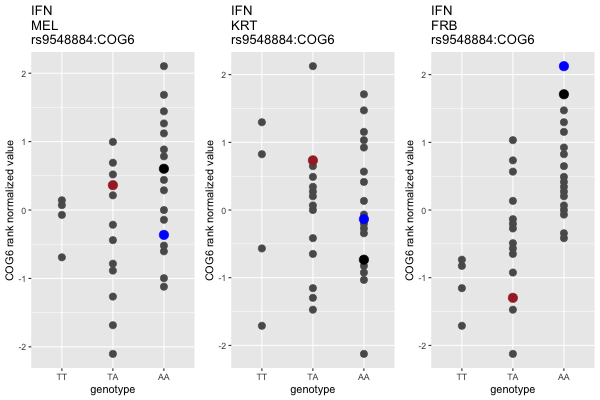 IFN
MEL
rs9548884:COG6
COG6 rank normalized value
2
1
0
-1
-2
TT
TA
AA
genotype
IFN
KRT
rs9548884:COG6
COG6 rank normalized value
2
1
0
-1
-2
TT
TA
AA
genotype
IFN
FRB
rs9548884:COG6
COG6 rank normalized value
2
1
0
-1
-2
TT
TA
AA
genotype